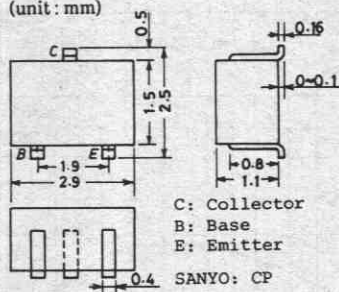 (unit : mm)
0.5
0.16
C
1.5
2.5
0~0.1
B
E
1.9
2.9
0.8
1.1
C: Collector
B: Base
E: Emitter
0.4
SANYO: CP